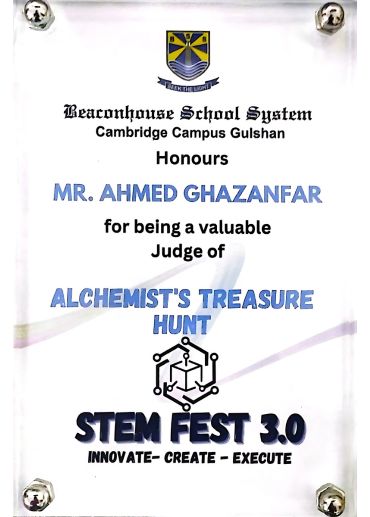 BSS
SEEK THE LIGHT
Beaconhouse School System
Cambridge Campus Gulshan
Honours
MR. AHMED GHAZANFAR
for being a valuable
Judge of
ALCHEMIST'S TREASURE
HUNT
STEM FEST 3.0
INNOVATE- CREATE - EXECUTE